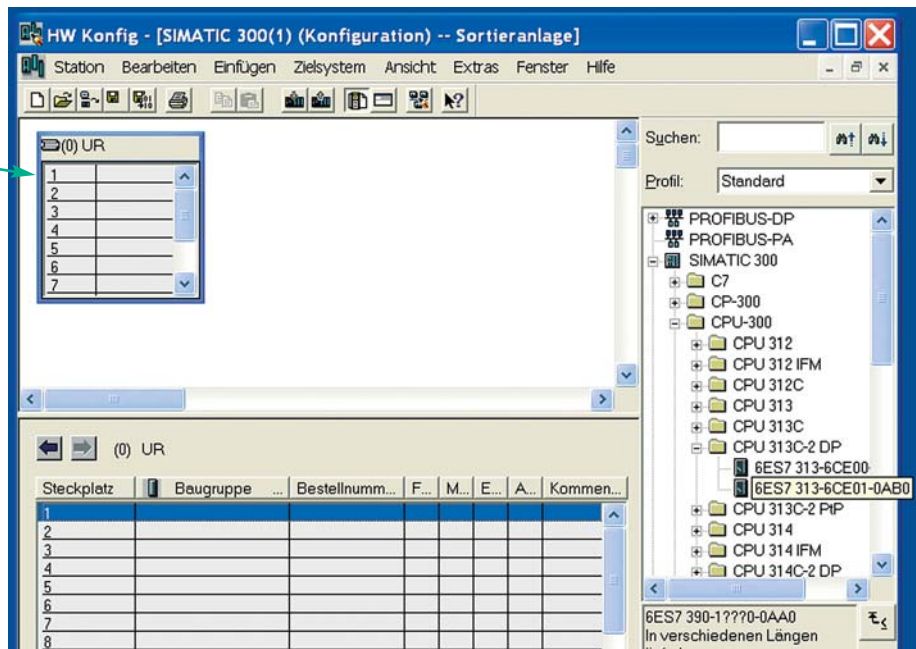 HW Konfig - [SIMATIC 300(1) (Konfiguration) -- Sortieranlage]
Station Bearbeiten Einfügen Zielsystem Ansicht Extras Fenster Hilfe
(0) UR
1
2
3
4
5
6
7
Suchen:
Profil: Standard
PROFIBUS-DP
PROFIBUS-PA
SIMATIC 300
C7
CP-300
CPU-300
CPU 312
CPU 312 IFM
CPU 312C
CPU 313
CPU 313C
CPU 313C-2 DP
6ES7 313-6CE00-
6ES7 313-6CE01-0AB0
CPU 313C-2 PtP
CPU 314
CPU 314 IFM
CPU 314C-2 DP
6ES7 390-1???0-0AA0
In verschiedenen Längen
(0) UR
Steckplatz Baugruppe ... Bestellnumm... F... M... E... A... Kommen...
1
2
3
4
5
6
7
8